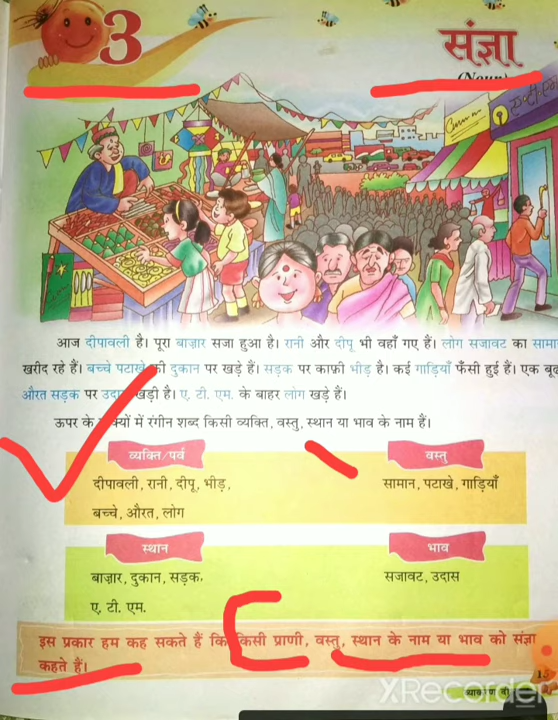 3
संज्ञा
(Noun)
आज दीपावली है। पूरा बाज़ार सजा हुआ है। रानी और दीपू भी वहाँ गए हैं। लोग सजावट का सामा
खरीद रहे हैं। बच्चे पटाखे की दुकान पर खड़े हैं। सड़क पर काफ़ी भीड़ है। कई गाड़ियाँ फँसी हुई हैं। एक बूढ़
औरत सड़क पर उदास खड़ी है। ए. टी. एम. के बाहर लोग खड़े हैं।
ऊपर के वाक्यों में रंगीन शब्द किसी व्यक्ति, वस्तु, स्थान या भाव के नाम हैं।
व्यक्ति/पर्व
वस्तु
दीपावली, रानी, दीपू, भीड़,
सामान, पटाखे, गाड़ियाँ
बच्चे, औरत, लोग
स्थान
भाव
बाज़ार, दुकान, सड़क,
सजावट, उदास
ए. टी. एम.
इस प्रकार हम कह सकते हैं कि किसी प्राणी, वस्तु, स्थान के नाम या भाव को संज्ञा
कहते हैं।
15
XRecorder